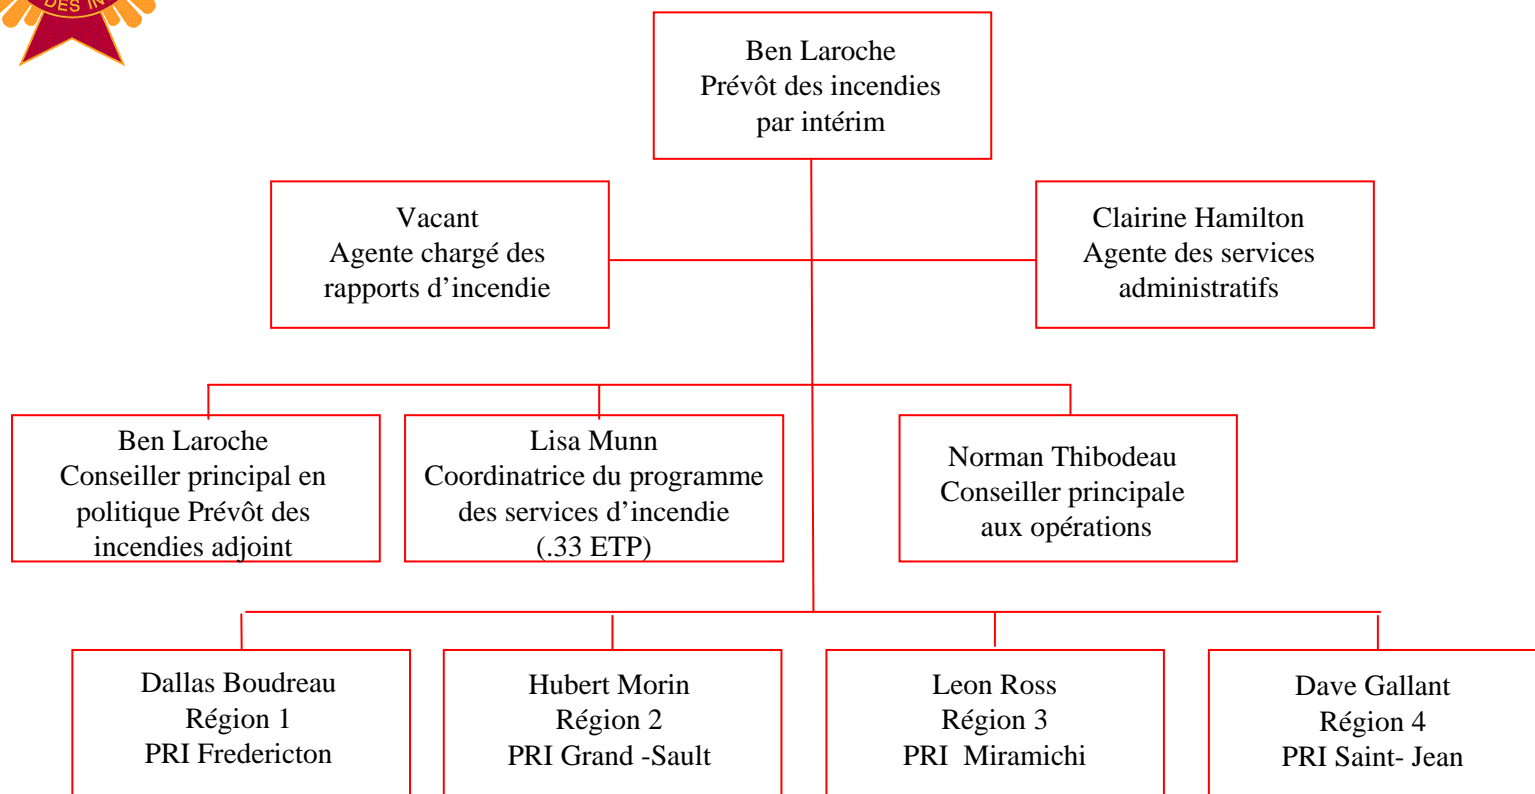 DES IN
Ben Laroche
Prévôt des incendies
par intérim
Vacant
Agente chargé des
rapports d’incendie
Clairine Hamilton
Agente des services
administratifs
Ben Laroche
Conseiller principal en
politique Prévôt des
incendies adjoint
Lisa Munn
Coordinatrice du programme
des services d’incendie
(.33 ETP)
Norman Thibodeau
Conseiller principale
aux opérations
Dallas Boudreau
Région 1
PRI Fredericton
Hubert Morin
Région 2
PRI Grand -Sault
Leon Ross
Région 3
PRI  Miramichi
Dave Gallant
Région 4
PRI Saint- Jean